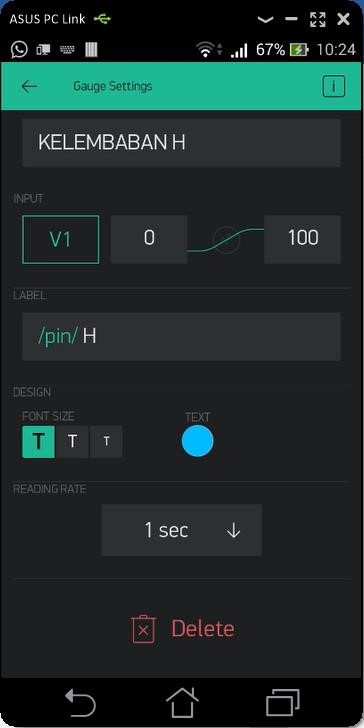 ASUS PC Link
67% 10:24
Gauge Settings i
KELEMBABAN H
INPUT
V1 0 100
LABEL
/pin/ H
DESIGN
FONT SIZE TEXT
T T T
READING RATE
1 sec
Delete